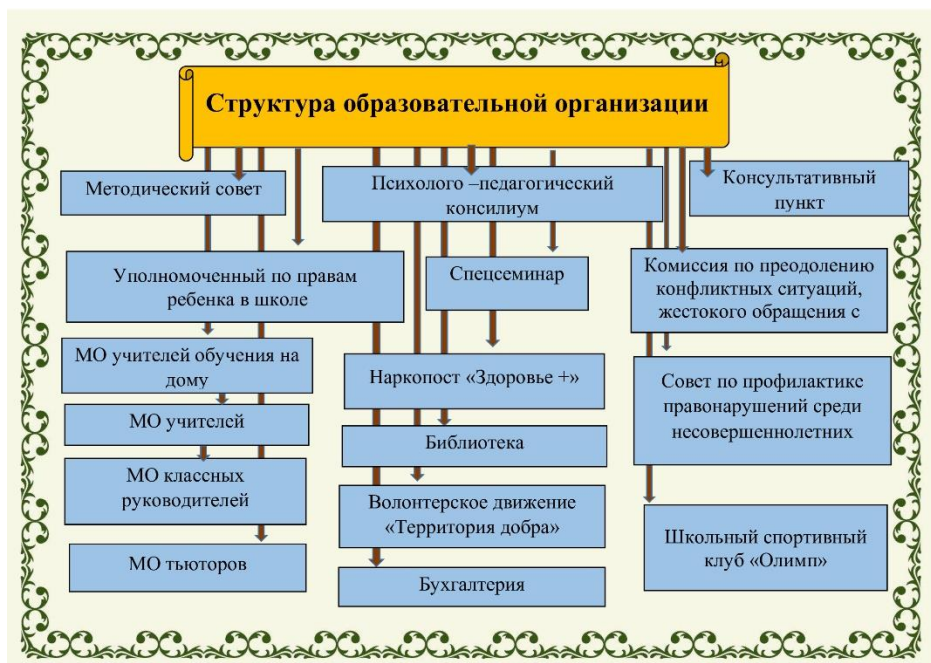 Структура образовательной организации
Методический совет
Психолого –педагогический
консилиум
Консультативный
пункт
Уполномоченный по правам
ребенка в школе
Спецсеминар
Комиссия по преодолению
конфликтных ситуаций,
жестокого обращения с
МО учителей обучения на
дому
Наркопост «Здоровье +»
Совет по профилактике
правонарушений среди
несовершеннолетних
МО учителей
Библиотека
МО классных
руководителей
Волонтерское движение
«Территория добра»
Школьный спортивный
клуб «Олимп»
МО тьюторов
Бухгалтерия